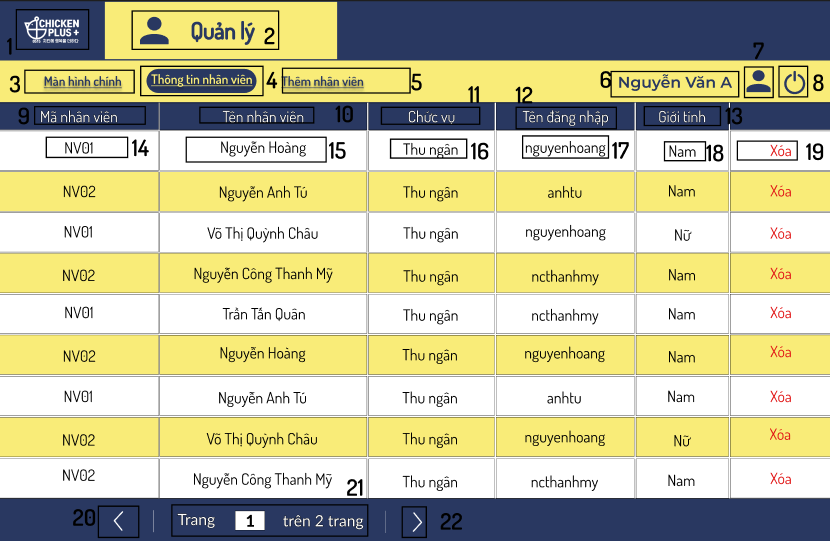 CHICKEN
PLUS+
1
Quản lý 2
3 Màn hình chính Thông tin nhân viên 4 Thêm nhân viên 5 6 Nguyễn Văn A 7 8
9 Mã nhân viên Tên nhân viên 10 Chức vụ 11 Tên đăng nhập 12 Giới tính 13
NV01 14 Nguyễn Hoàng 15 Thu ngân 16 nguyenhoang 17 Nam 18 Xóa 19
NV02 Nguyễn Anh Tú Thu ngân anhtu Nam Xóa
NV01 Võ Thị Quỳnh Châu Thu ngân nguyenhoang Nữ Xóa
NV02 Nguyễn Công Thanh Mỹ Thu ngân ncthanhmy Nam Xóa
NV01 Trần Tấn Quân Thu ngân ncthanhmy Nam Xóa
NV02 Nguyễn Hoàng Thu ngân nguyenhoang Nam Xóa
NV01 Nguyễn Anh Tú Thu ngân anhtu Nam Xóa
NV02 Võ Thị Quỳnh Châu Thu ngân nguyenhoang Nữ Xóa
NV02 Nguyễn Công Thanh Mỹ Thu ngân ncthanhmy Nam Xóa
20 Trang 1 trên 2 trang 21 22